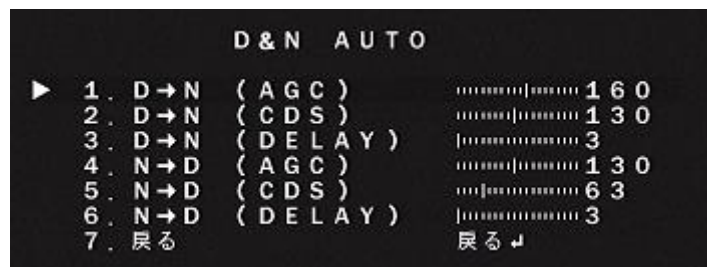 D&N AUTO
▶ 1. D→N (AGC) 160
2. D→N (CDS) 130
3. D→N (DELAY) 3
4. N→D (AGC) 130
5. N→D (CDS) 63
6. N→D (DELAY) 3
7. 戻る 戻る↲